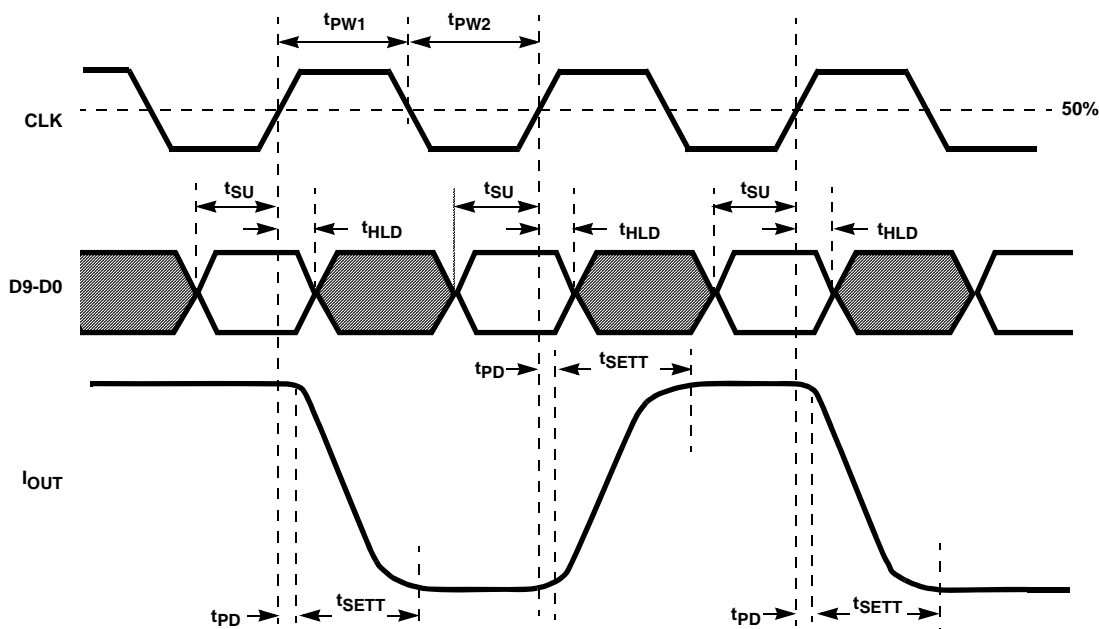 tPW1 tPW2
CLK
50%
tSU tSU tSU
tHLD tHLD tHLD
D9-D0
tPD tSETT
IOUT
tPD tSETT tPD tSETT